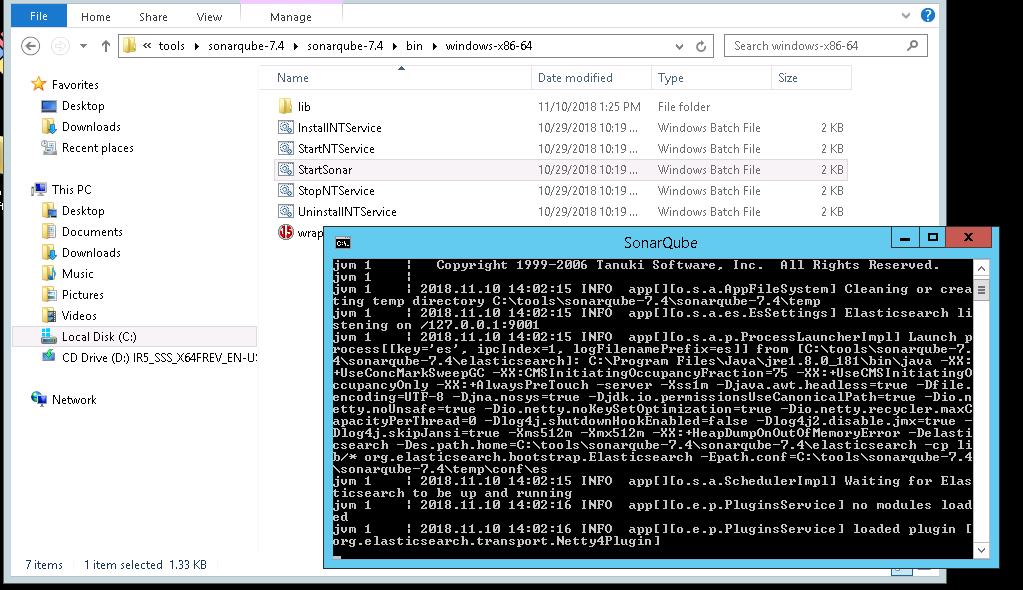 File Home Share View Manage
« tools sonarqube-7.4 sonarqube-7.4 bin windows-x86-64 Search windows-x86-64
Favorites
Desktop
Downloads
Recent places
This PC
Desktop
Documents
Downloads
Music
Pictures
Videos
Local Disk (C:)
CD Drive (D:) IR5_SSS_X64FREV_EN-US
Network
Name Date modified Type Size
lib 11/10/2018 1:25 PM File folder
InstallNTService 10/29/2018 10:19 ... Windows Batch File 2 KB
StartNTService 10/29/2018 10:19 ... Windows Batch File 2 KB
StartSonar 10/29/2018 10:19 ... Windows Batch File 2 KB
StopNTService 10/29/2018 10:19 ... Windows Batch File 2 KB
UninstallNTService 10/29/2018 10:19 ... Windows Batch File 2 KB
wrap
SonarQube
jvm 1    | Copyright 1999-2006 Tanuki Software, Inc.  All Rights Reserved.
jvm 1    |
jvm 1    | 2018.11.10 14:02:15 INFO  app[][o.s.a.AppFileSystem] Cleaning or crea
ting temp directory C:\tools\sonarqube-7.4\sonarqube-7.4\temp
jvm 1    | 2018.11.10 14:02:15 INFO  app[][o.s.a.es.EsSettings] Elasticsearch li
stening on /127.0.0.1:9001
jvm 1    | 2018.11.10 14:02:15 INFO  app[][o.s.a.p.ProcessLauncherImpl] Launch p
rocess[[key='es', ipcIndex=1, logFilenamePrefix=es]] from [C:\tools\sonarqube-7.
4\sonarqube-7.4\elasticsearch]: C:\Program Files\Java\jre1.8.0_181\bin\java -XX:
+UseConcMarkSweepGC -XX:CMSInitiatingOccupancyFraction=75 -XX:+UseCMSInitiatingO
ccupancyOnly -XX:+AlwaysPreTouch -server -Xss1m -Djava.awt.headless=true -Dfile.
encoding=UTF-8 -Djna.nosys=true -Djdk.io.permissionsUseCanonicalPath=true -Dio.n
etty.noUnsafe=true -Dio.netty.noKeySetOptimization=true -Dio.netty.recycler.maxC
apacityPerThread=0 -Dlog4j.shutdownHookEnabled=false -Dlog4j2.disable.jmx=true -
Dlog4j.skipJansi=true -Xms512m -Xmx512m -XX:+HeapDumpOnOutOfMemoryError -Delasti
csearch -Des.path.home=C:\tools\sonarqube-7.4\sonarqube-7.4\elasticsearch -cp li
b/* org.elasticsearch.bootstrap.Elasticsearch -Epath.conf=C:\tools\sonarqube-7.4
\sonarqube-7.4\temp\conf\es
jvm 1    | 2018.11.10 14:02:15 INFO  app[][o.s.a.SchedulerImpl] Waiting for Elas
ticsearch to be up and running
jvm 1    | 2018.11.10 14:02:16 INFO  app[][o.e.p.PluginsService] no modules load
ed
jvm 1    | 2018.11.10 14:02:16 INFO  app[][o.e.p.PluginsService] loaded plugin [
org.elasticsearch.transport.Netty4Plugin]
7 items 1 item selected 1.33 KB